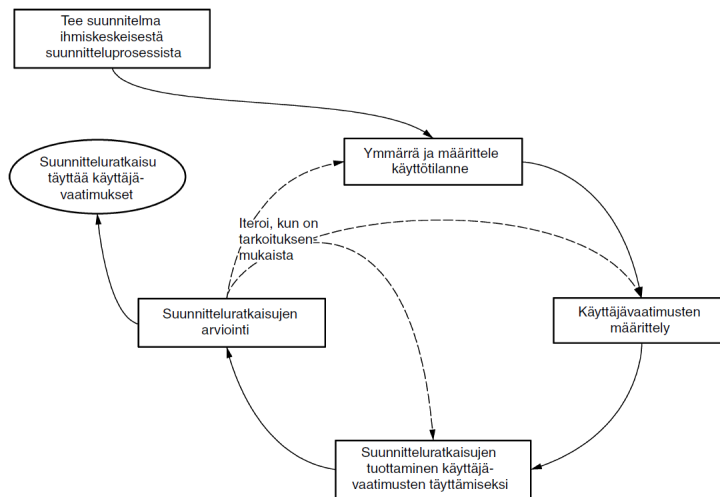 Tee suunnitelma
ihmiskeskeisestä
suunnitteluprosessista
Ymmärrä ja määrittele
käyttötilanne
Suunnitteluratkaisu
täyttää käyttäjä-
vaatimukset
Iteroi, kun on
tarkoituksen-
mukaista
Suunnitteluratkaisujen
arviointi
Käyttäjävaatimusten
määrittely
Suunnitteluratkaisujen
tuottaminen käyttäjä-
vaatimusten täyttämiseksi